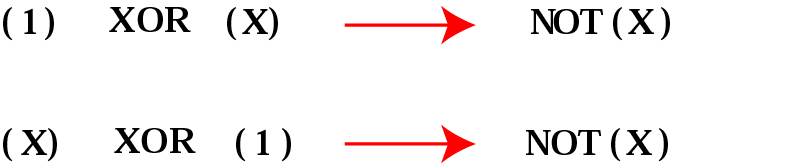 (1) XOR (X) NOT(X)
(X) XOR (1) NOT(X)